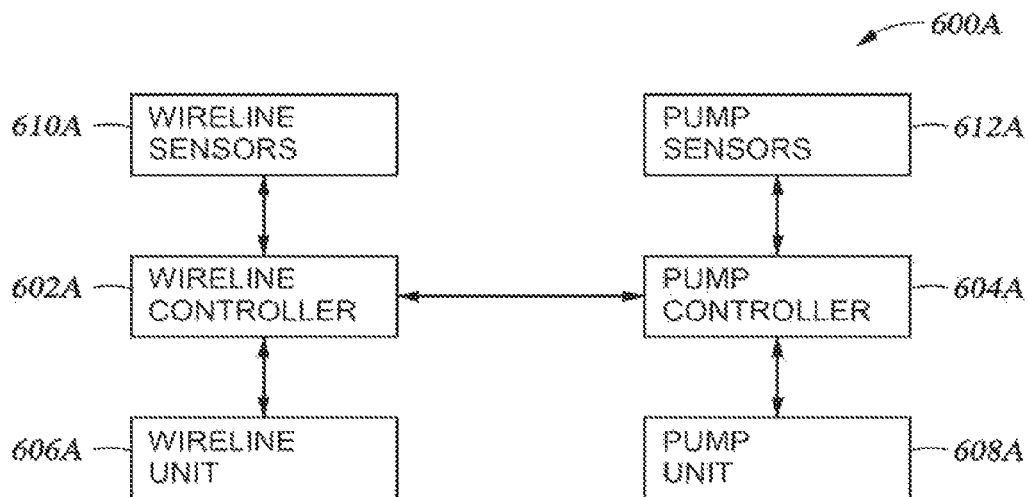 600A
610A WIRELINE SENSORS PUMP SENSORS 612A
602A WIRELINE CONTROLLER PUMP CONTROLLER 604A
606A WIRELINE UNIT PUMP UNIT 608A